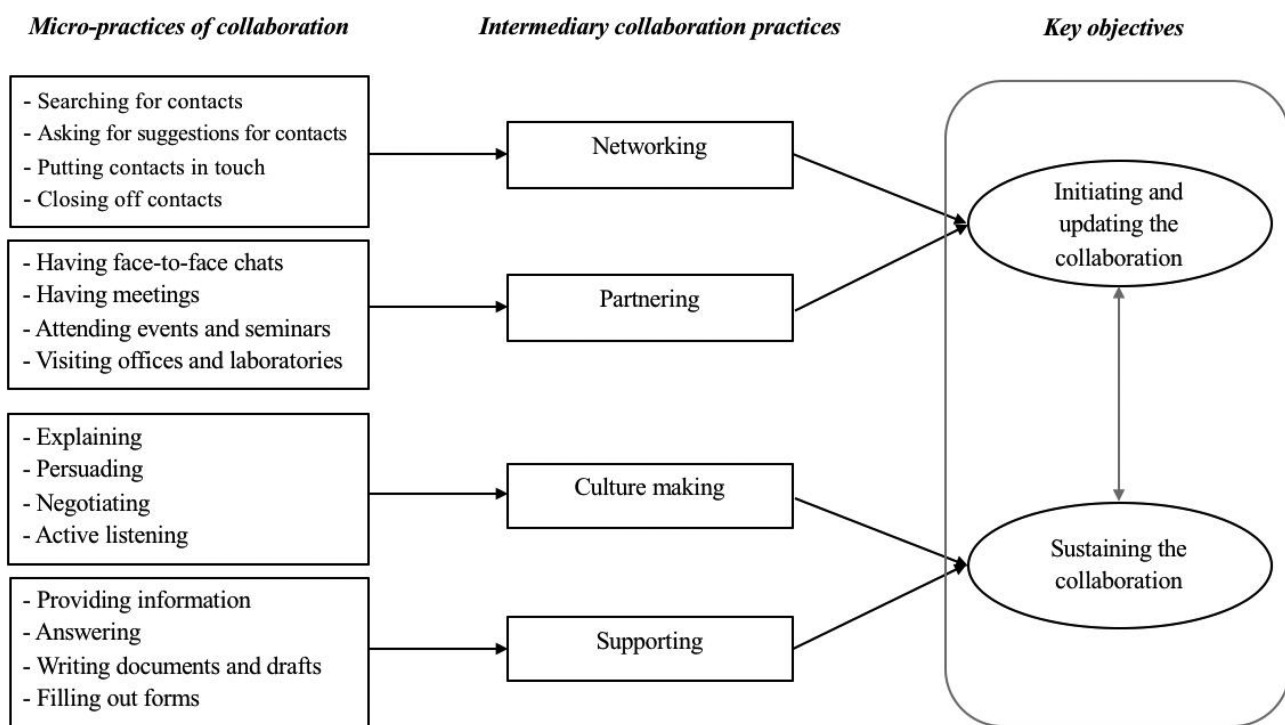 Micro-practices of collaboration
Intermediary collaboration practices
Key objectives
- Searching for contacts
- Asking for suggestions for contacts
- Putting contacts in touch
- Closing off contacts
Networking
- Having face-to-face chats
- Having meetings
- Attending events and seminars
- Visiting offices and laboratories
Partnering
Initiating and
updating the
collaboration
- Explaining
- Persuading
- Negotiating
- Active listening
Culture making
- Providing information
- Answering
- Writing documents and drafts
- Filling out forms
Supporting
Sustaining the
collaboration